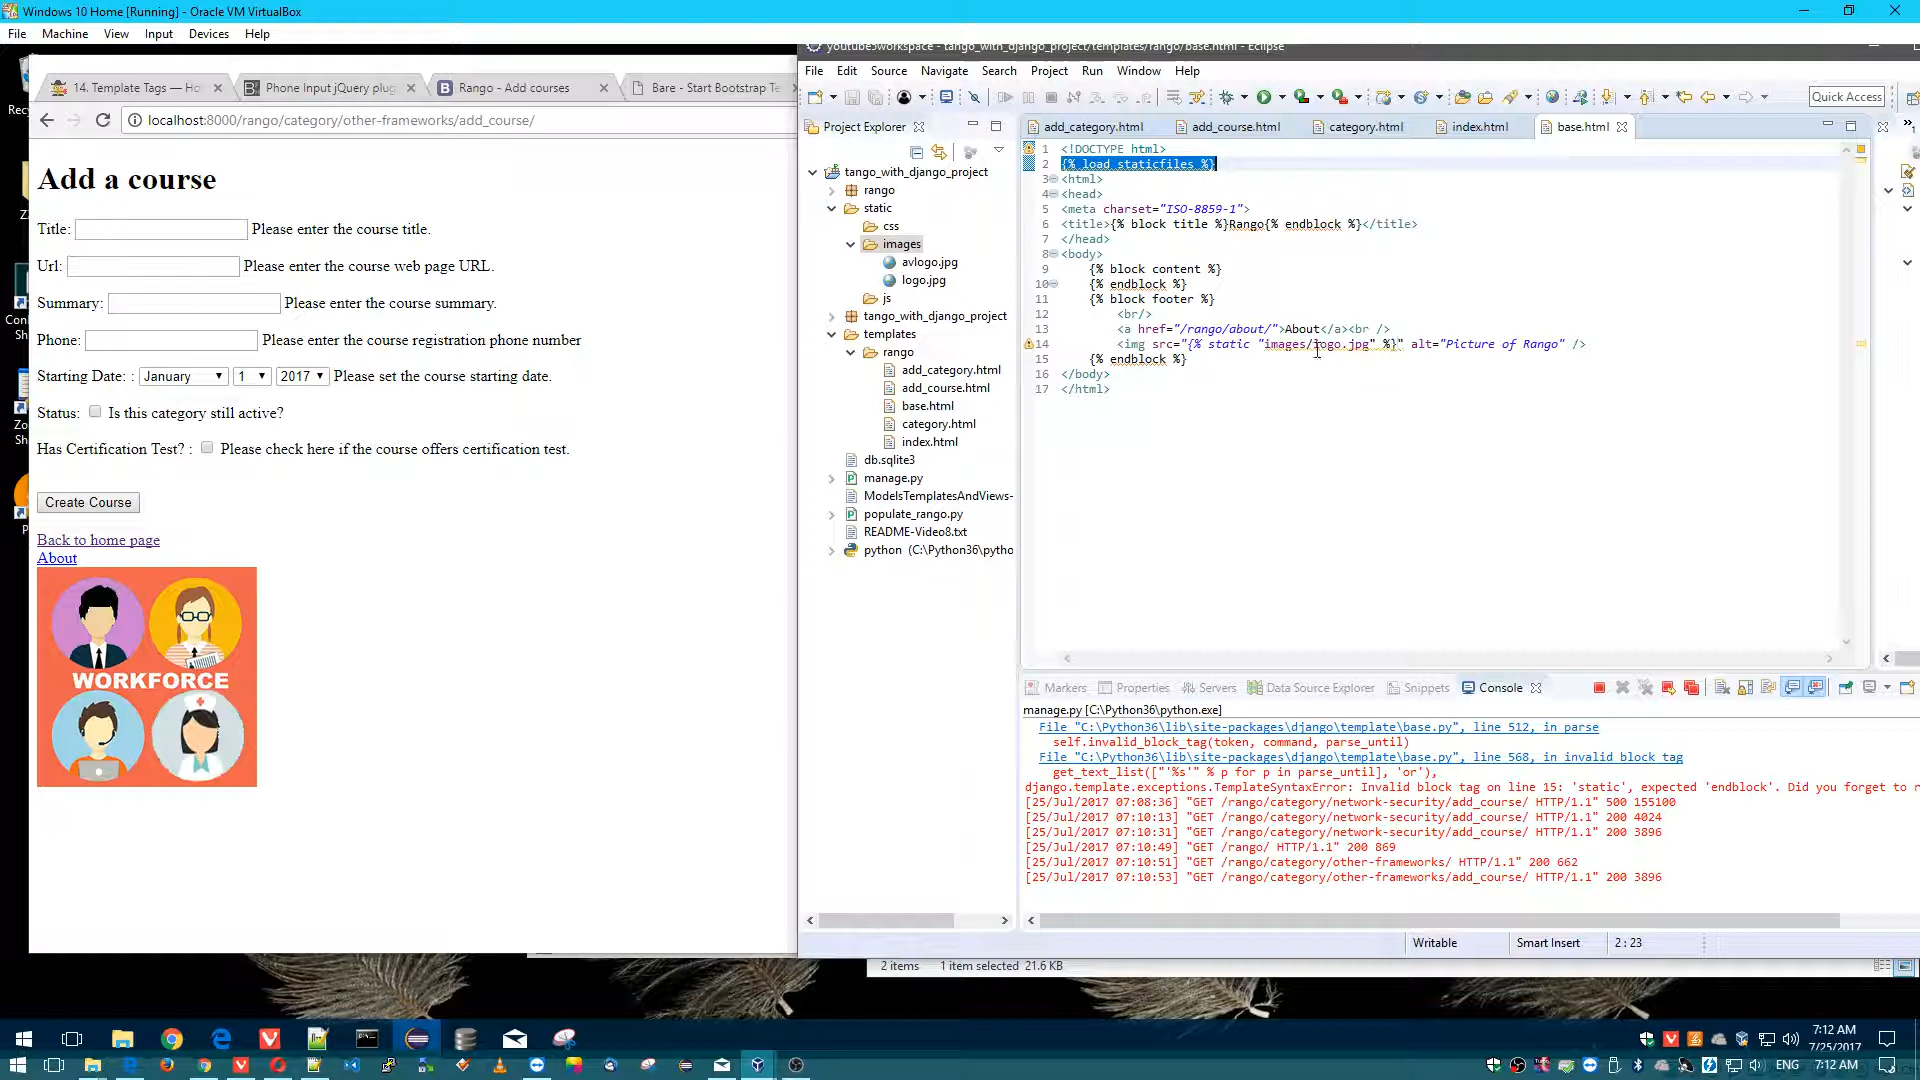 Windows 10 Home [Running] - Oracle VM VirtualBox
File Machine View Input Devices Help
14. Template Tags — Ho
Phone Input jQuery plug
Rango - Add courses
Bare - Start Bootstrap Te
localhost:8000/rango/category/other-frameworks/add_course/
Add a course
Title: Please enter the course title.
Url: Please enter the course web page URL.
Summary: Please enter the course summary.
Phone: Please enter the course registration phone number
Starting Date: : January 1 2017 Please set the course starting date.
Status: Is this category still active?
Has Certification Test? : Please check here if the course offers certification test.
Create Course
Back to home page
About
WORKFORCE
youtube5workspace - tango_with_django_project/templates/rango/base.html - Eclipse
File Edit Source Navigate Search Project Run Window Help
Quick Access
Project Explorer
tango_with_django_project
rango
static
css
images
avlogo.jpg
logo.jpg
js
tango_with_django_project
templates
rango
add_category.html
add_course.html
base.html
category.html
index.html
db.sqlite3
manage.py
ModelsTemplatesAndViews-
populate_rango.py
README-Video8.txt
python (C:\Python36\pytho
add_category.html add_course.html category.html index.html base.html
1 <!DOCTYPE html>
2 {% load staticfiles %}
3 <html>
4 <head>
5 <meta charset="ISO-8859-1">
6 <title>{% block title %}Rango{% endblock %}</title>
7 </head>
8 <body>
9 {% block content %}
10 {% endblock %}
11 {% block footer %}
12 <br/>
13 <a href="/rango/about/">About</a><br />
14 <img src="{% static "images/logo.jpg" %}" alt="Picture of Rango" />
15 {% endblock %}
16 </body>
17 </html>
Markers Properties Servers Data Source Explorer Snippets Console
manage.py [C:\Python36\python.exe]
File "C:\Python36\lib\site-packages\django\template\base.py", line 512, in parse
self.invalid_block_tag(token, command, parse_until)
File "C:\Python36\lib\site-packages\django\template\base.py", line 568, in invalid_block_tag
get_text_list(["'%s'" % p for p in parse_until], 'or'),
django.template.exceptions.TemplateSyntaxError: Invalid block tag on line 15: 'static', expected 'endblock'. Did you forget to r
[25/Jul/2017 07:08:36] "GET /rango/category/network-security/add_course/ HTTP/1.1" 500 155100
[25/Jul/2017 07:10:13] "GET /rango/category/network-security/add_course/ HTTP/1.1" 200 4024
[25/Jul/2017 07:10:31] "GET /rango/category/network-security/add_course/ HTTP/1.1" 200 3896
[25/Jul/2017 07:10:49] "GET /rango/ HTTP/1.1" 200 869
[25/Jul/2017 07:10:51] "GET /rango/category/other-frameworks/ HTTP/1.1" 200 662
[25/Jul/2017 07:10:53] "GET /rango/category/other-frameworks/add_course/ HTTP/1.1" 200 3896
Writable Smart Insert 2 : 23
2 items 1 item selected 21.6 KB
7:12 AM
7/25/2017
ENG 7:12 AM